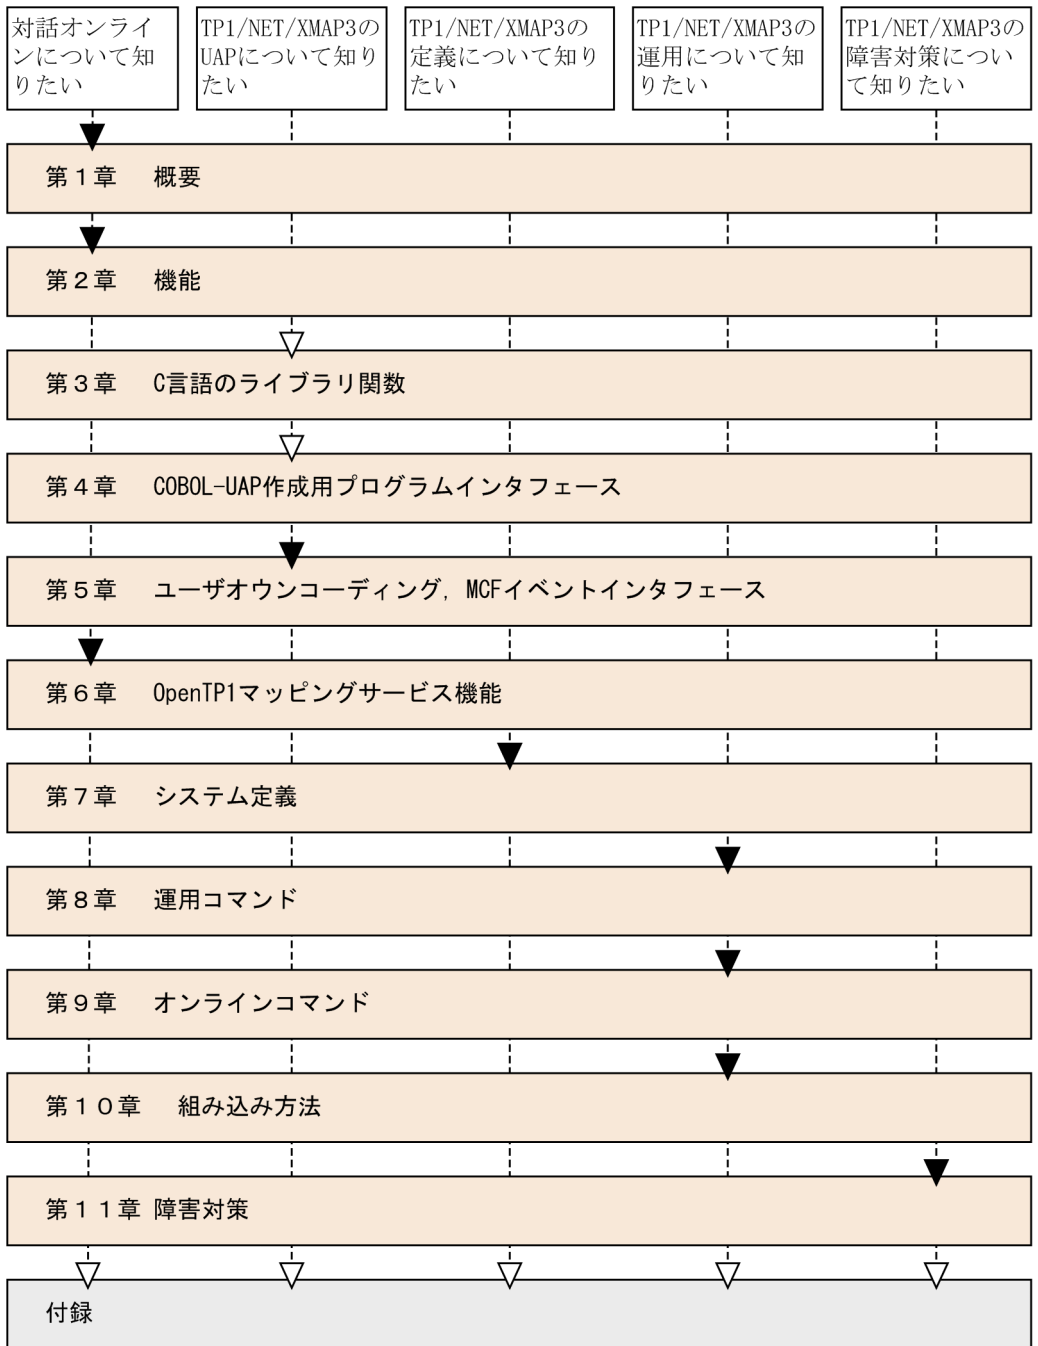 対話オンライ
ンについて知
りたい
TP1/NET/XMAP3の
UAPについて知り
たい
TP1/NET/XMAP3の
定義について知り
たい
TP1/NET/XMAP3の
運用について知
りたい
TP1/NET/XMAP3の
障害対策につい
て知りたい
第１章 概要
第２章 機能
第３章 C言語のライブラリ関数
第４章 COBOL-UAP作成用プログラムインタフェース
第５章 ユーザオウンコーディング，MCFイベントインタフェース
第６章 OpenTP1マッピングサービス機能
第７章 システム定義
第８章 運用コマンド
第９章 オンラインコマンド
第１０章 組み込み方法
第１１章 障害対策
付録